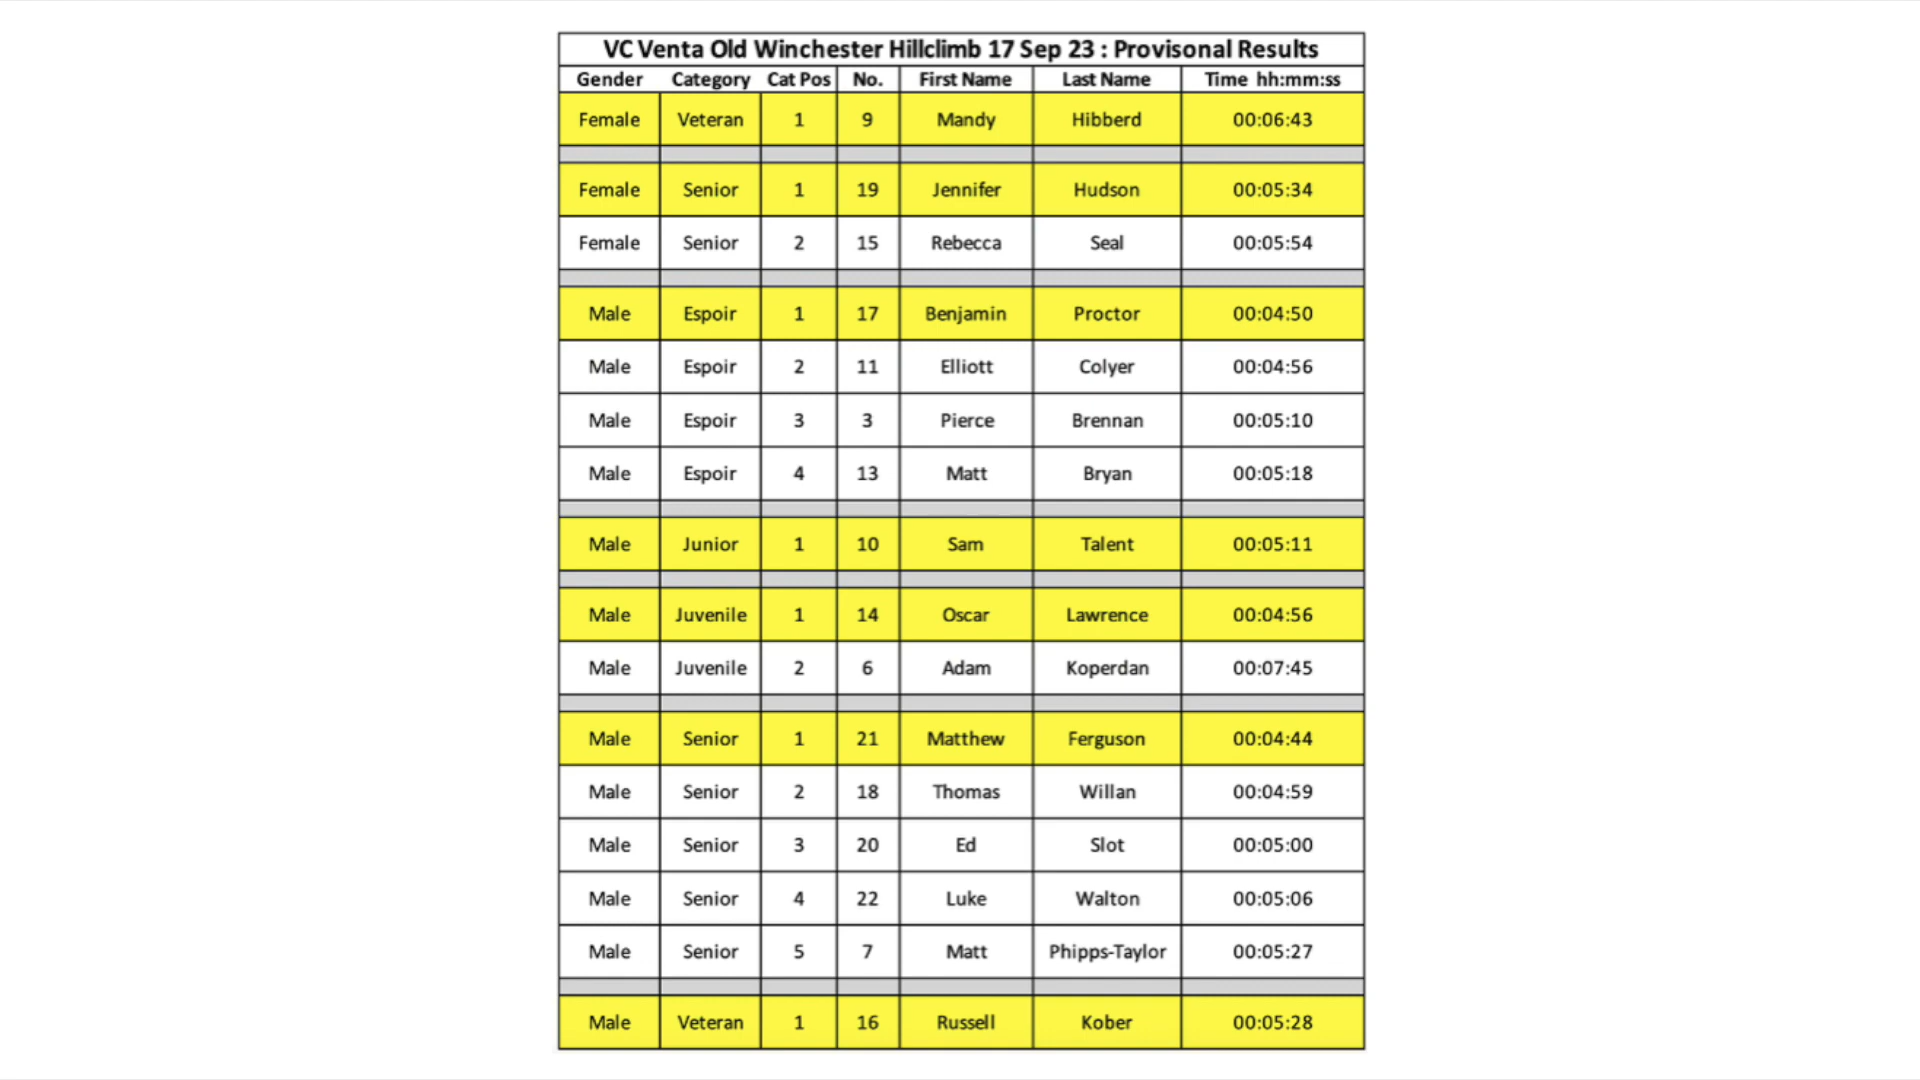 VC Venta Old Winchester Hillclimb 17 Sep 23 : Provisonal Results
Gender Category Cat Pos No. First Name Last Name Time hh:mm:ss
Female Veteran 1 9 Mandy Hibberd 00:06:43
Female Senior 1 19 Jennifer Hudson 00:05:34
Female Senior 2 15 Rebecca Seal 00:05:54
Male Espoir 1 17 Benjamin Proctor 00:04:50
Male Espoir 2 11 Elliott Colyer 00:04:56
Male Espoir 3 3 Pierce Brennan 00:05:10
Male Espoir 4 13 Matt Bryan 00:05:18
Male Junior 1 10 Sam Talent 00:05:11
Male Juvenile 1 14 Oscar Lawrence 00:04:56
Male Juvenile 2 6 Adam Koperdan 00:07:45
Male Senior 1 21 Matthew Ferguson 00:04:44
Male Senior 2 18 Thomas Willan 00:04:59
Male Senior 3 20 Ed Slot 00:05:00
Male Senior 4 22 Luke Walton 00:05:06
Male Senior 5 7 Matt Phipps-Taylor 00:05:27
Male Veteran 1 16 Russell Kober 00:05:28